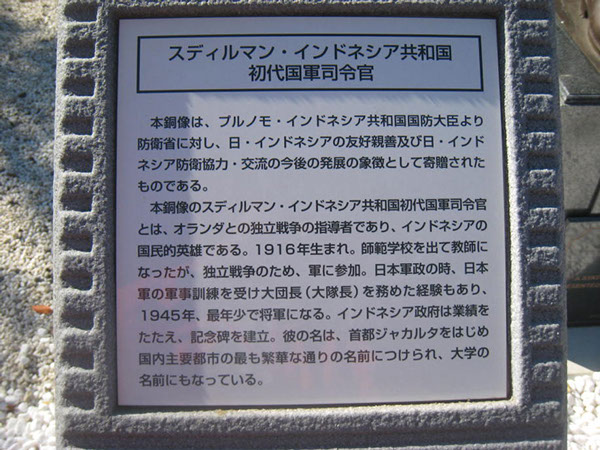 スディルマン・インドネシア共和国
初代国軍司令官
本銅像は、プルノモ・インドネシア共和国国防大臣より
防衛省に対し、日・インドネシアの友好親善及び日・インド
ネシア防衛協力・交流の今後の発展の象徴として寄贈された
ものである。
本銅像のスディルマン・インドネシア共和国初代国軍司令官
とは、オランダとの独立戦争の指導者であり、インドネシアの
国民的英雄である。1916年生まれ。師範学校を出て教師に
なったが、独立戦争のため、軍に参加。日本軍政の時、日本
軍の軍事訓練を受け大団長（大隊長）を務めた経験もあり、
1945年、最年少で将軍になる。インドネシア政府は業績を
たたえ、記念碑を建立。彼の名は、首都ジャカルタをはじめ
国内主要都市の最も繁華な通りの名前につけられ、大学の
名前にもなっている。